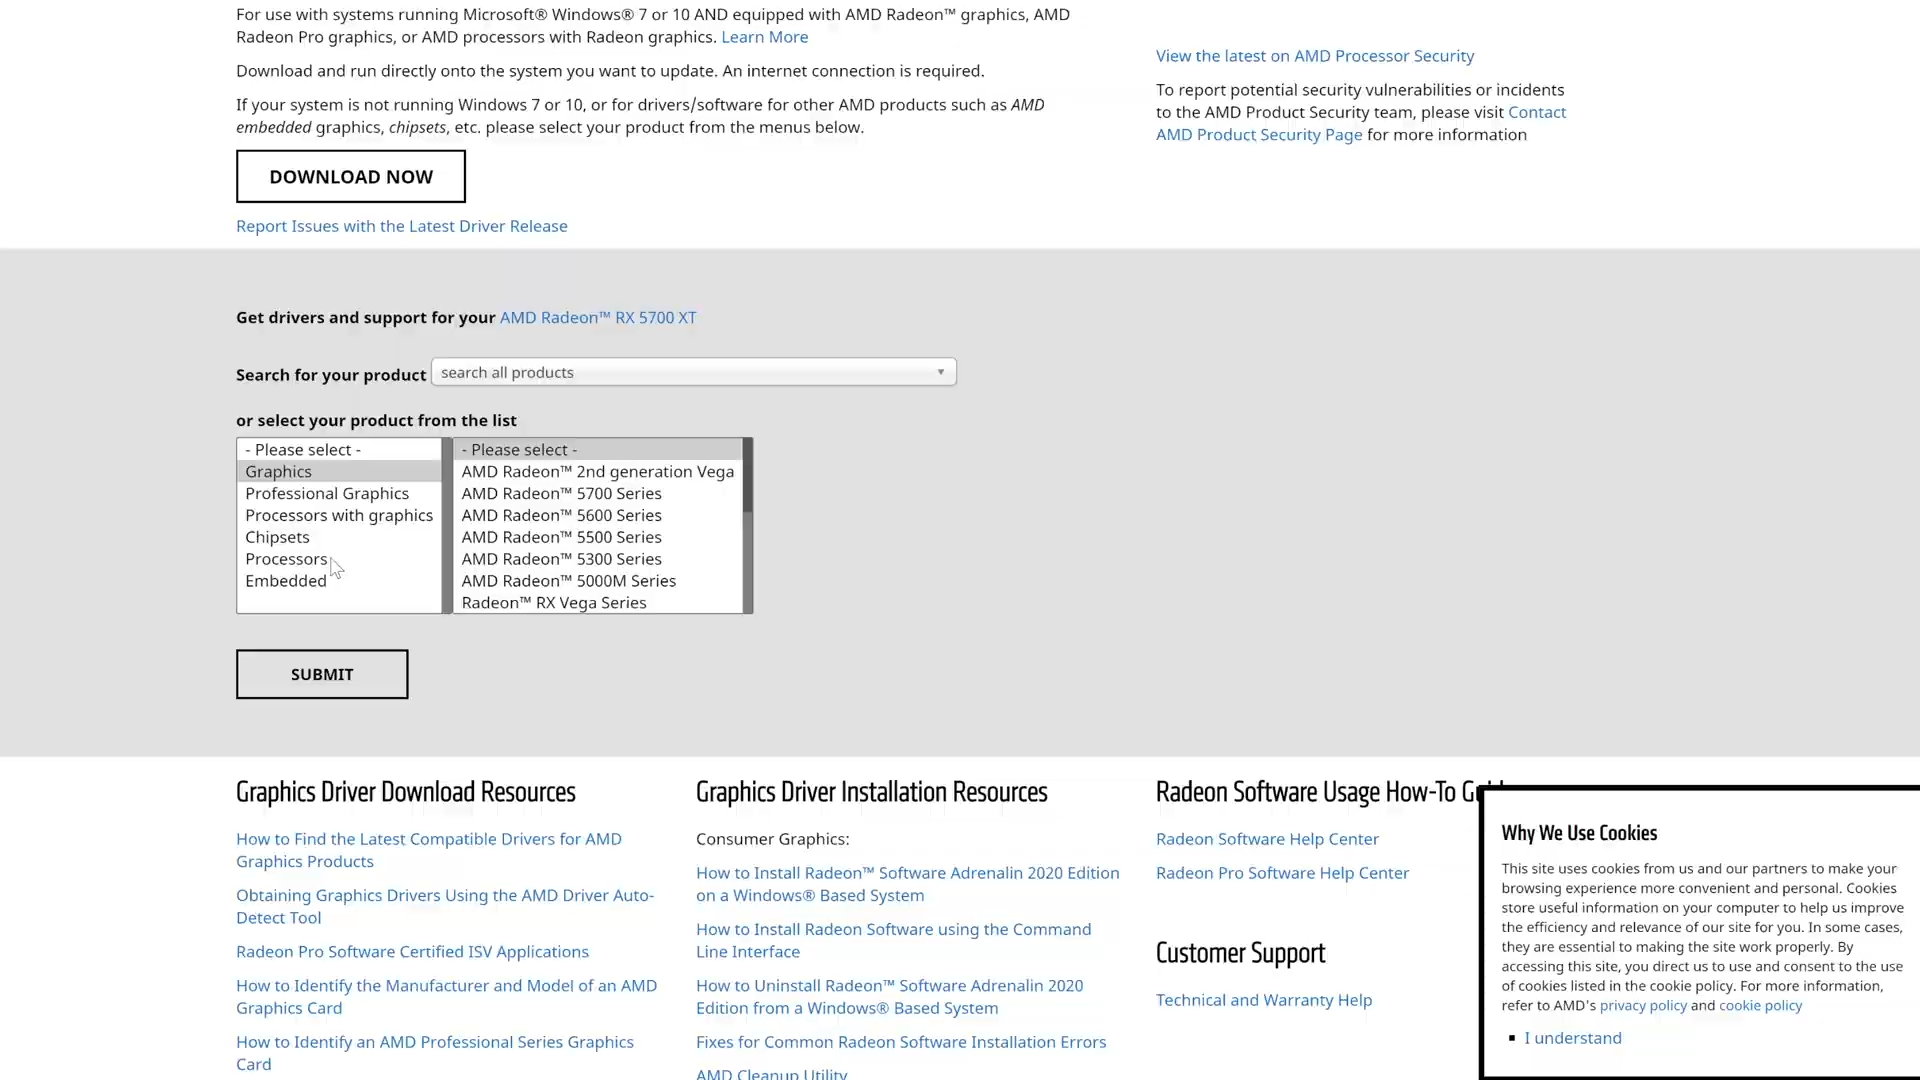 For use with systems running Microsoft® Windows® 7 or 10 AND equipped with AMD Radeon™ graphics, AMD
Radeon Pro graphics, or AMD processors with Radeon graphics. Learn More
Download and run directly onto the system you want to update. An internet connection is required.
If your system is not running Windows 7 or 10, or for drivers/software for other AMD products such as AMD
embedded graphics, chipsets, etc. please select your product from the menus below.
DOWNLOAD NOW
Report Issues with the Latest Driver Release
View the latest on AMD Processor Security
To report potential security vulnerabilities or incidents
to the AMD Product Security team, please visit Contact
AMD Product Security Page for more information
Get drivers and support for your AMD Radeon™ RX 5700 XT
Search for your product search all products
or select your product from the list
- Please select -
Graphics
Professional Graphics
Processors with graphics
Chipsets
Processors
Embedded
- Please select -
AMD Radeon™ 2nd generation Vega
AMD Radeon™ 5700 Series
AMD Radeon™ 5600 Series
AMD Radeon™ 5500 Series
AMD Radeon™ 5300 Series
AMD Radeon™ 5000M Series
Radeon™ RX Vega Series
SUBMIT
Graphics Driver Download Resources
How to Find the Latest Compatible Drivers for AMD
Graphics Products
Obtaining Graphics Drivers Using the AMD Driver Auto-
Detect Tool
Radeon Pro Software Certified ISV Applications
How to Identify the Manufacturer and Model of an AMD
Graphics Card
How to Identify an AMD Professional Series Graphics
Card
Graphics Driver Installation Resources
Consumer Graphics:
How to Install Radeon™ Software Adrenalin 2020 Edition
on a Windows® Based System
How to Install Radeon Software using the Command
Line Interface
How to Uninstall Radeon™ Software Adrenalin 2020
Edition from a Windows® Based System
Fixes for Common Radeon Software Installation Errors
AMD Cleanup Utility
Radeon Software Usage How-To
Radeon Software Help Center
Radeon Pro Software Help Center
Customer Support
Technical and Warranty Help
Why We Use Cookies
This site uses cookies from us and our partners to make your
browsing experience more convenient and personal. Cookies
store useful information on your computer to help us improve
the efficiency and relevance of our site for you. In some cases,
they are essential to making the site work properly. By
accessing this site, you direct us to use and consent to the use
of cookies listed in the cookie policy. For more information,
refer to AMD's privacy policy and cookie policy
I understand